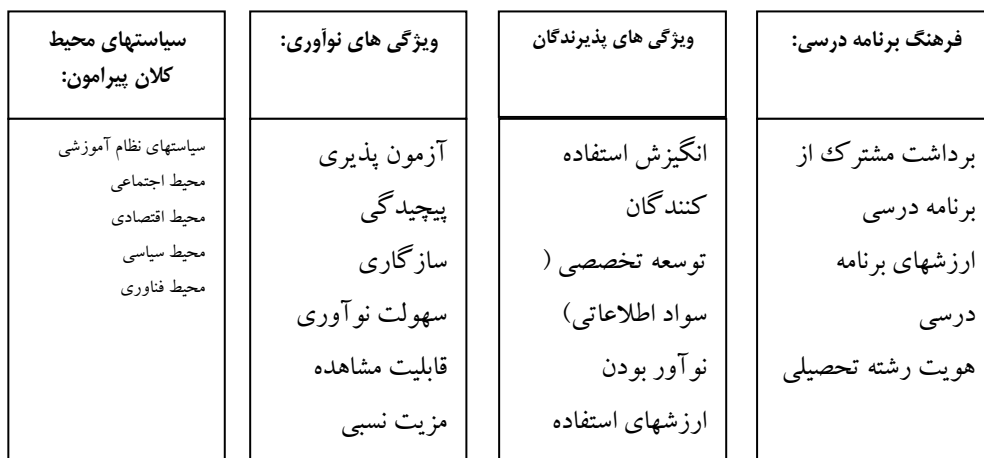 فرهنگ برنامه درسی:
برداشت مشترك از
برنامه درسی
ارزشهای برنامه
درسی
هویت رشته تحصیلی
ویژگی های پذیرندگان
انگیزش استفاده
کنندگان
توسعه تخصصی (
سواد اطلاعاتی)
نوآور بودن
ارزشهای استفاده
ویژگی های نوآوری:
آزمون پذیری
پیچیدگی
سازگاری
سهولت نوآوری
قابلیت مشاهده
مزیت نسبی
سیاستهای محیط
کلان پیرامون:
سیاستهای نظام آموزشی
محیط اجتماعی
محیط اقتصادی
محیط سیاسی
محیط فناوری